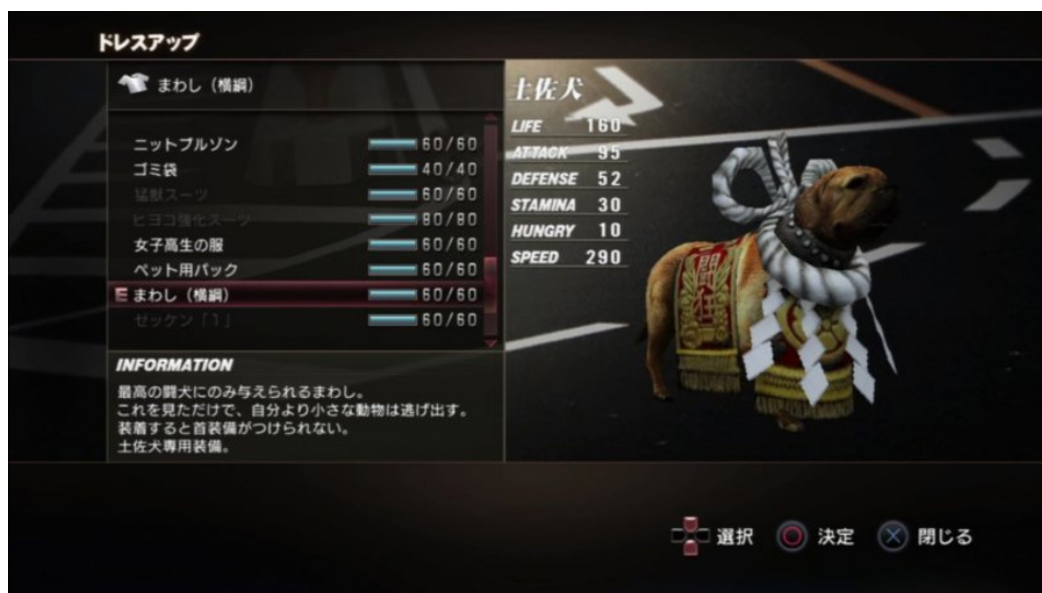 ドレスアップ
まわし（横綱）
ニットブルゾン 60/60
ゴミ袋 40/40
猛獣スーツ 60/60
ヒヨコ強化スーツ 80/80
女子高生の服 60/60
ペット用パック 60/60
E まわし（横綱） 60/60
ゼッケン「1」 60/60
INFORMATION
最高の闘犬にのみ与えられるまわし。
これを見ただけで、自分より小さな動物は逃げ出す。
装着すると首装備がつけられない。
土佐犬専用装備。
土佐犬
LIFE 160
ATTACK 95
DEFENSE 52
STAMINA 30
HUNGRY 10
SPEED 290
選択 決定 閉じる